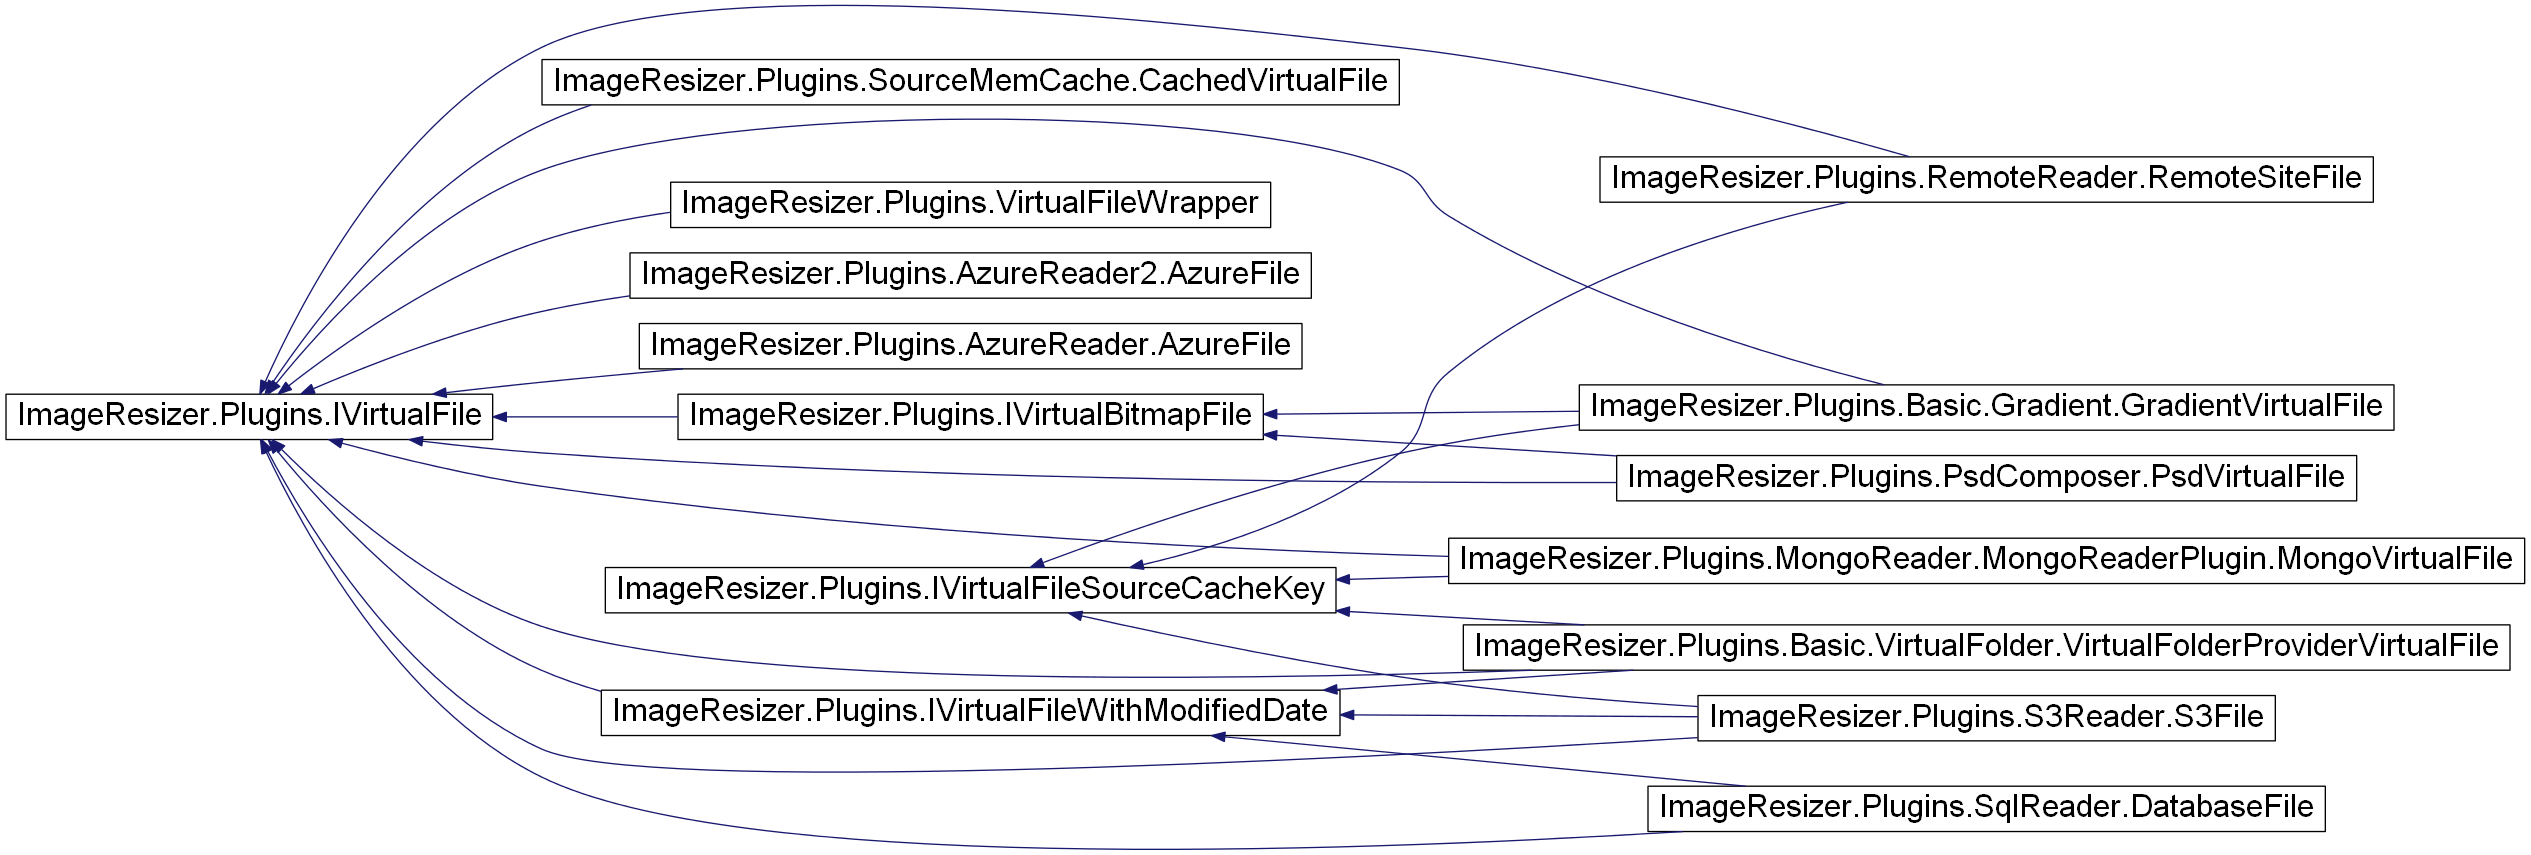 ImageResizer.Plugins.IVirtualFile
ImageResizer.Plugins.SourceMemCache.CachedVirtualFile
ImageResizer.Plugins.VirtualFileWrapper
ImageResizer.Plugins.AzureReader2.AzureFile
ImageResizer.Plugins.AzureReader.AzureFile
ImageResizer.Plugins.IVirtualBitmapFile
ImageResizer.Plugins.IVirtualFileSourceCacheKey
ImageResizer.Plugins.IVirtualFileWithModifiedDate
ImageResizer.Plugins.RemoteReader.RemoteSiteFile
ImageResizer.Plugins.Basic.Gradient.GradientVirtualFile
ImageResizer.Plugins.PsdComposer.PsdVirtualFile
ImageResizer.Plugins.MongoReader.MongoReaderPlugin.MongoVirtualFile
ImageResizer.Plugins.Basic.VirtualFolder.VirtualFolderProviderVirtualFile
ImageResizer.Plugins.S3Reader.S3File
ImageResizer.Plugins.SqlReader.DatabaseFile